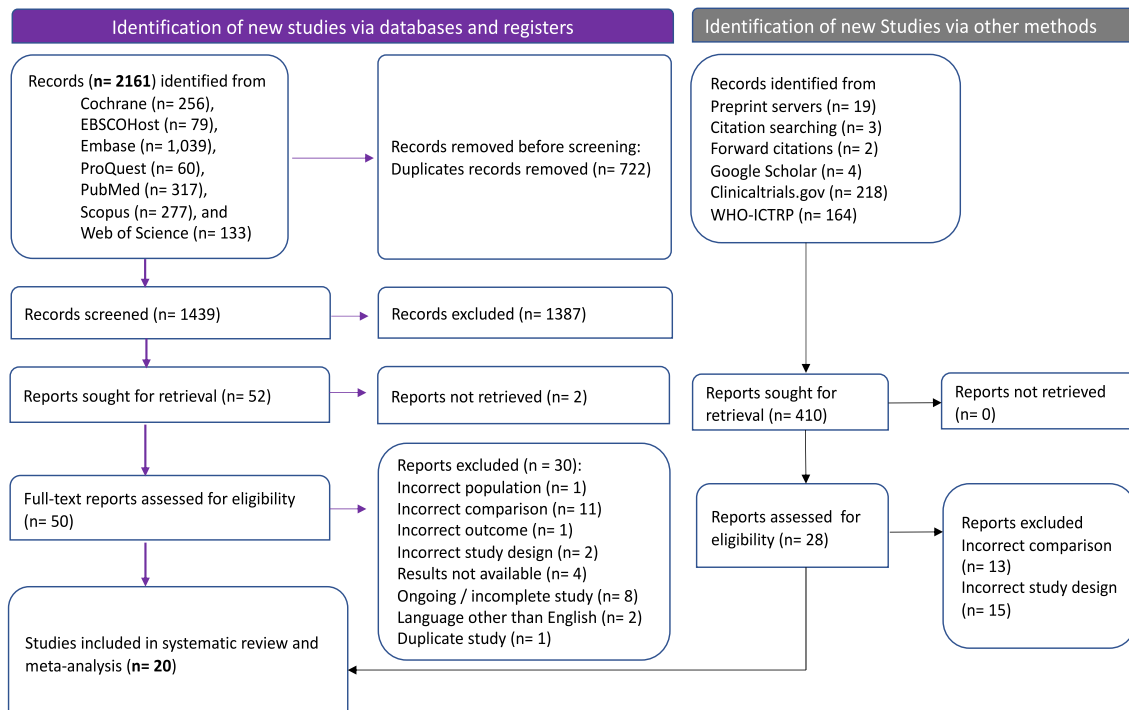 Identification of new studies via databases and registers
Identification of new Studies via other methods
Records (n= 2161) identified from
Cochrane (n= 256),
EBSCOHost (n= 79),
Embase (n= 1,039),
ProQuest (n= 60),
PubMed (n= 317),
Scopus (n= 277), and
Web of Science (n= 133)
Records removed before screening:
Duplicates records removed (n= 722)
Records identified from
Preprint servers (n= 19)
Citation searching (n= 3)
Forward citations (n= 2)
Google Scholar (n= 4)
Clinicaltrials.gov (n= 218)
WHO-ICTRP (n= 164)
Records screened (n= 1439)
Records excluded (n= 1387)
Reports sought for retrieval (n= 52)
Reports not retrieved (n= 2)
Reports sought for
retrieval (n= 410)
Reports not retrieved
(n= 0)
Full-text reports assessed for eligibility
(n= 50)
Reports excluded (n = 30):
Incorrect population (n= 1)
Incorrect comparison (n= 11)
Incorrect outcome (n= 1)
Incorrect study design (n= 2)
Results not available (n= 4)
Ongoing / incomplete study (n= 8)
Language other than English (n= 2)
Duplicate study (n= 1)
Reports assessed for
eligibility (n= 28)
Reports excluded
Incorrect comparison
(n= 13)
Incorrect study design
(n= 15)
Studies included in systematic review and
meta-analysis (n= 20)